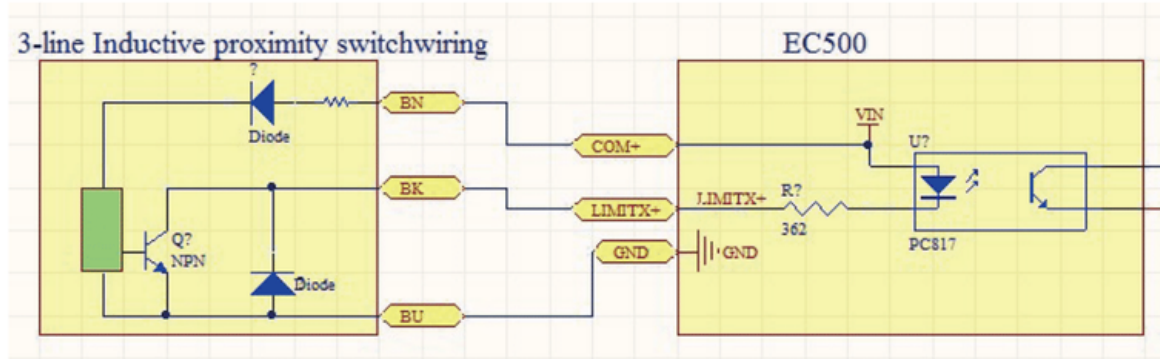 3-line Inductive proximity switchwiring
EC500
?
Diode
BN
VIN
COM+
U?
BK
LIMITX+
LIMITX+
R?
362
PC817
Q?
NPN
GND
GND
Diode
BU